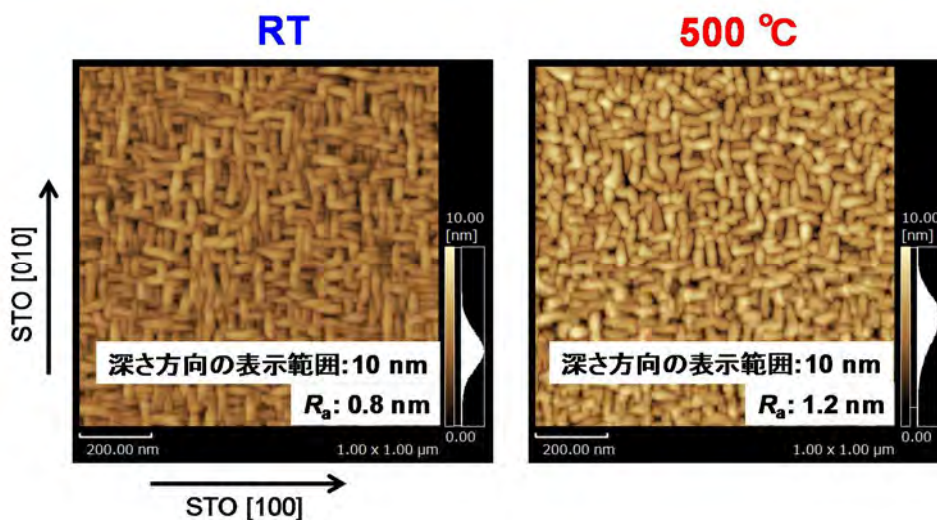 RT
500 ℃
STO [010]
10.00
[nm]
深さ方向の表示範囲:10 nm
Ra: 0.8 nm
0.00
200.00 nm
1.00 x 1.00 μm
10.00
[nm]
深さ方向の表示範囲:10 nm
Ra: 1.2 nm
0.00
200.00 nm
1.00 x 1.00 μm
STO [100]